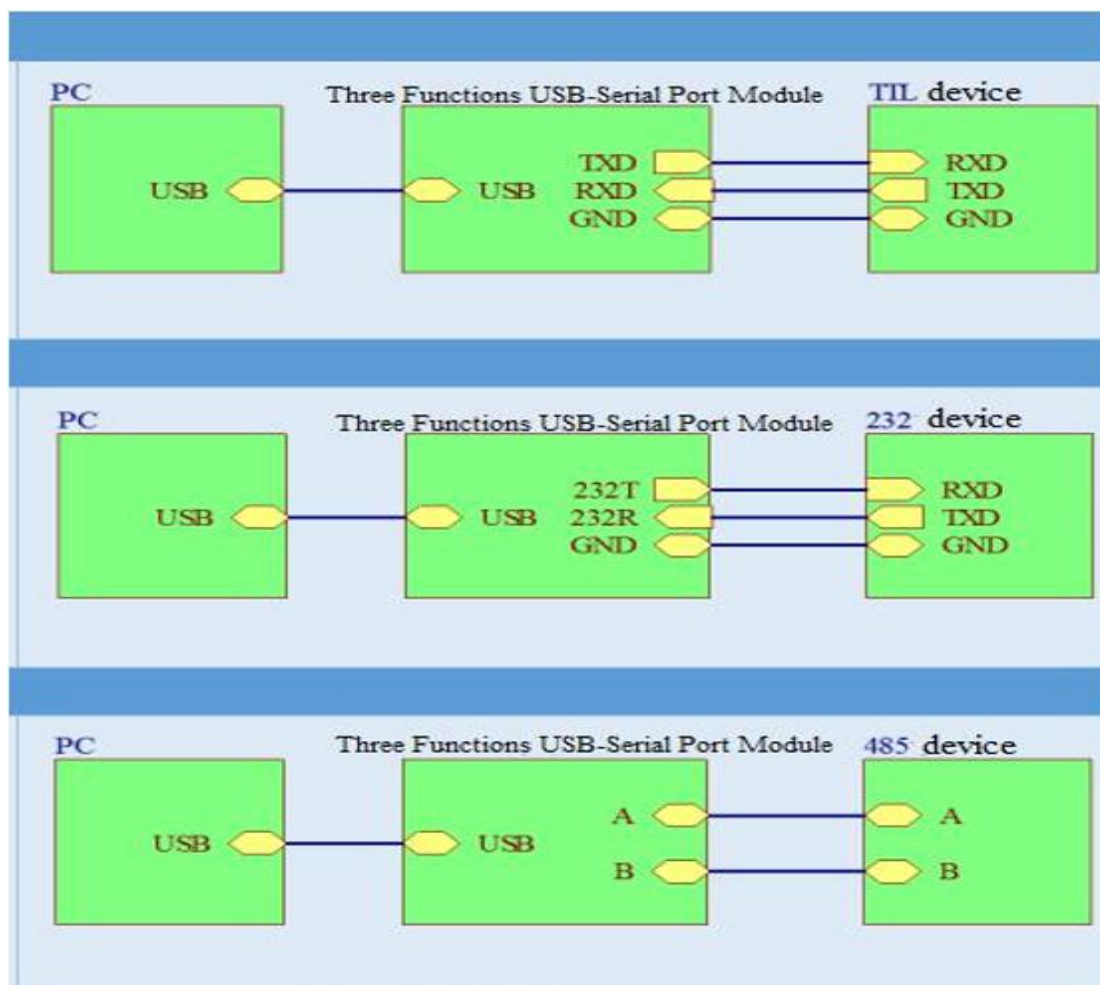 PC Three Functions USB-Serial Port Module TIL device
TXD RXD
USB USB RXD TXD
GND GND
PC Three Functions USB-Serial Port Module 232 device
232T RXD
USB USB 232R TXD
GND GND
PC Three Functions USB-Serial Port Module 485 device
A A
USB USB
B B